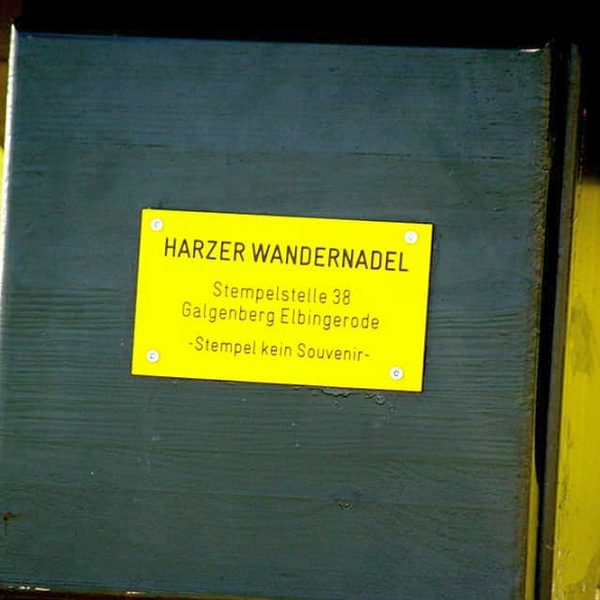 HARZER WANDERNADEL
Stempelstelle 38
Galgenberg Elbingerode
-Stempel kein Souvenir-